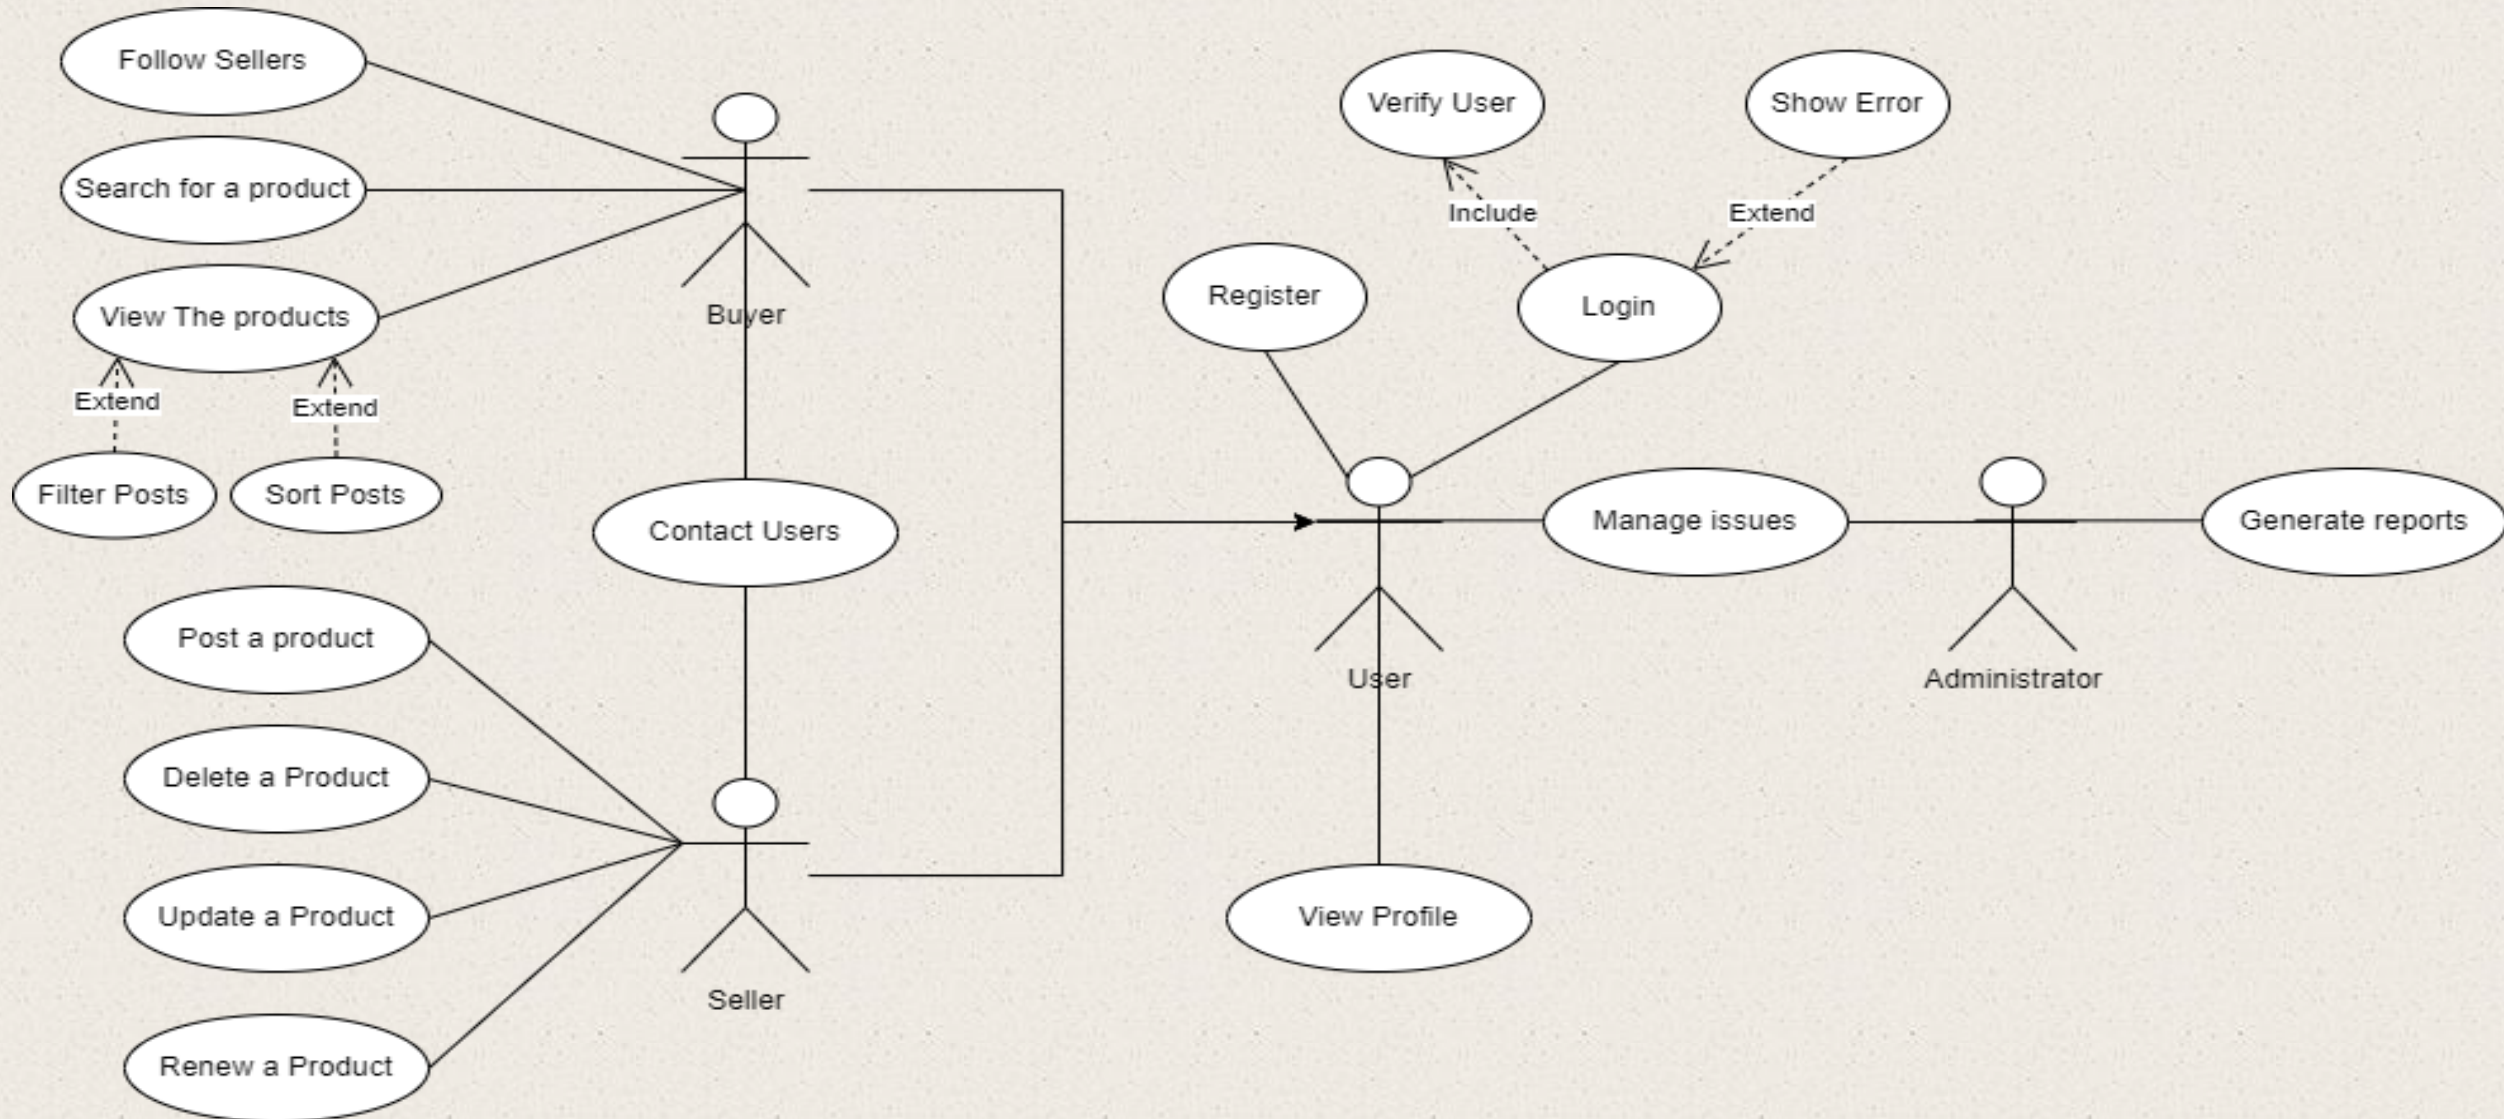 Follow Sellers
Search for a product
View The products
Extend
Extend
Filter Posts
Sort Posts
Buyer
Contact Users
Post a product
Delete a Product
Update a Product
Renew a Product
Seller
Verify User
Show Error
Include
Extend
Register
Login
Manage issues
Generate reports
User
Administrator
View Profile